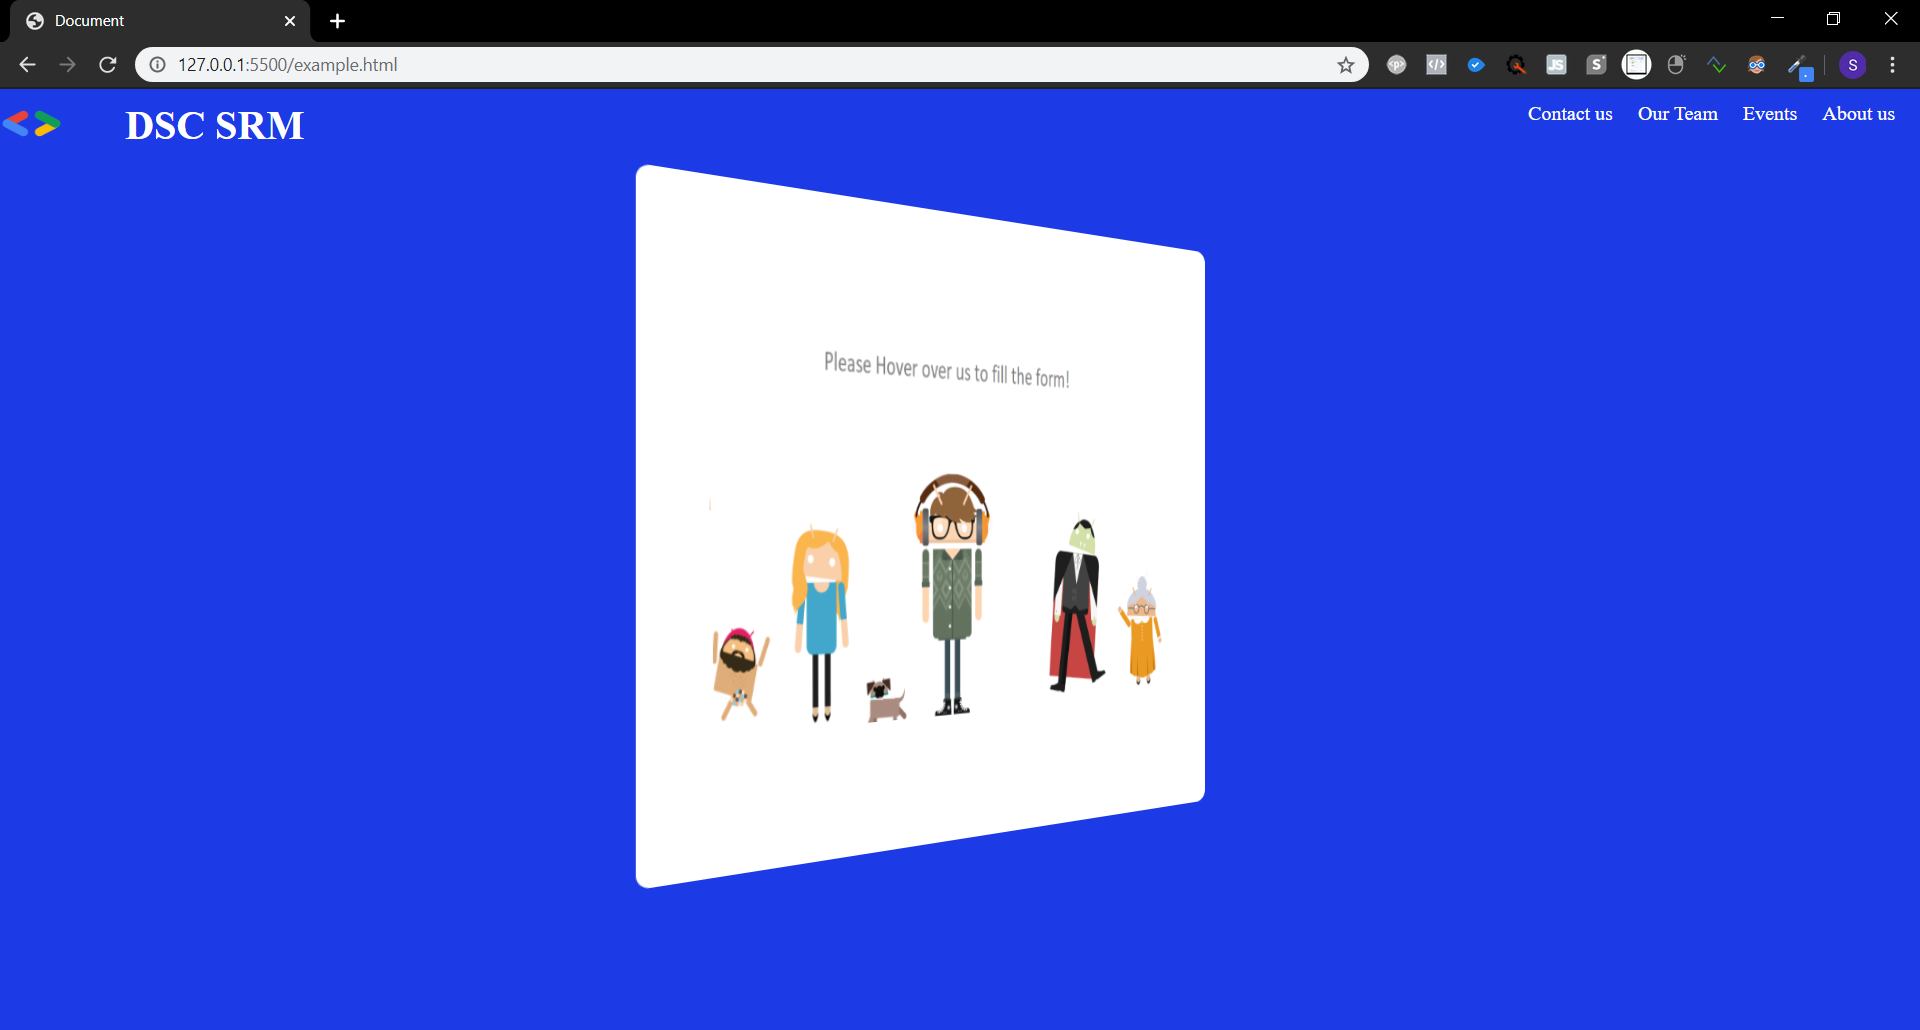 Document
127.0.0.1:5500/example.html
<p>
</>
JS
S
S
DSC SRM
Contact us Our Team Events About us
Please Hover over us to fill the form!